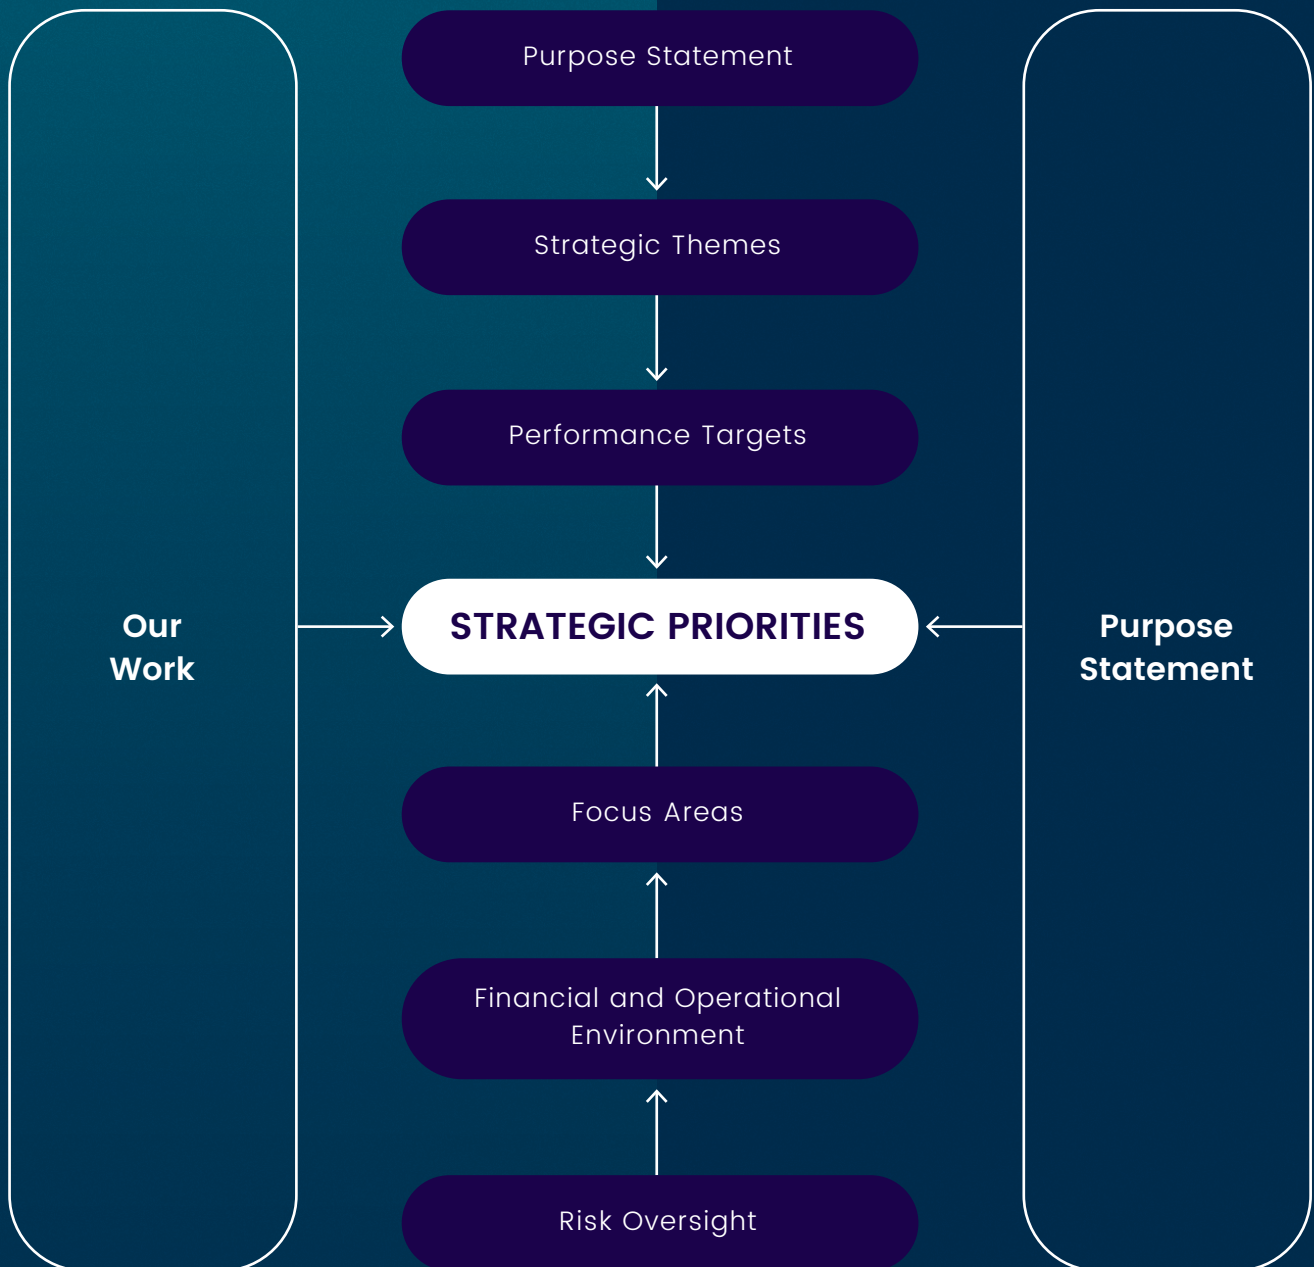 Purpose Statement
Strategic Themes
Performance Targets
Our
Work
STRATEGIC PRIORITIES
Purpose
Statement
Focus Areas
Financial and Operational
Environment
Risk Oversight